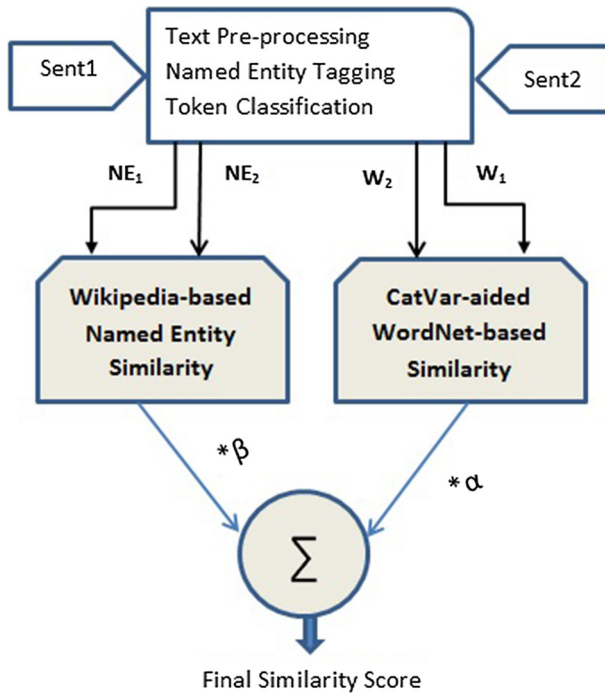 Text Pre-processing
Named Entity Tagging
Token Classification
Sent1
Sent2
NE₁
NE₂
W₂
W₁
Wikipedia-based
Named Entity
Similarity
CatVar-aided
WordNet-based
Similarity
*β
*α
Σ
Final Similarity Score